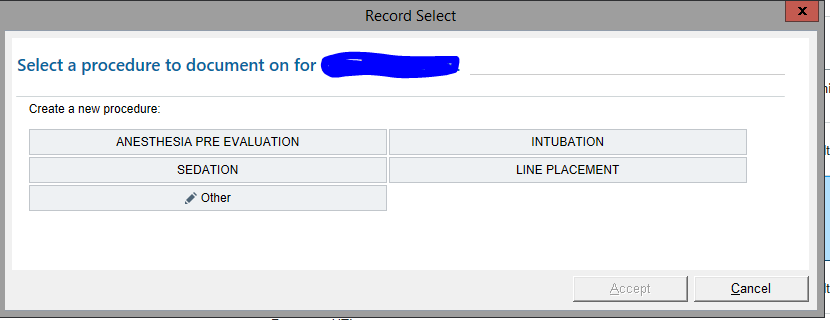 Record Select
x
Select a procedure to document on for
Create a new procedure:
ANESTHESIA PRE EVALUATION
INTUBATION
SEDATION
LINE PLACEMENT
Other
Accept
Cancel